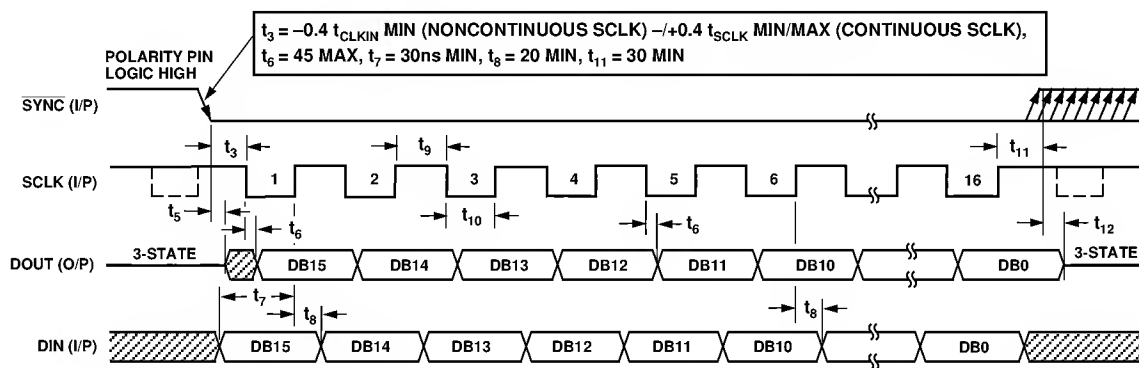 t3 = –0.4 tCLKIN MIN (NONCONTINUOUS SCLK) –/+0.4 tSCLK MIN/MAX (CONTINUOUS SCLK),
t6 = 45 MAX, t7 = 30ns MIN, t8 = 20 MIN, t11 = 30 MIN
POLARITY PIN
LOGIC HIGH
SYNC (I/P)
t3 t9 t11
SCLK (I/P) 1 2 3 4 5 6 16
t5 t6 t10 t6 t12
3-STATE 3-STATE
DOUT (O/P) DB15 DB14 DB13 DB12 DB11 DB10 DB0
t7 t8 t8
DIN (I/P) DB15 DB14 DB13 DB12 DB11 DB10 DB0